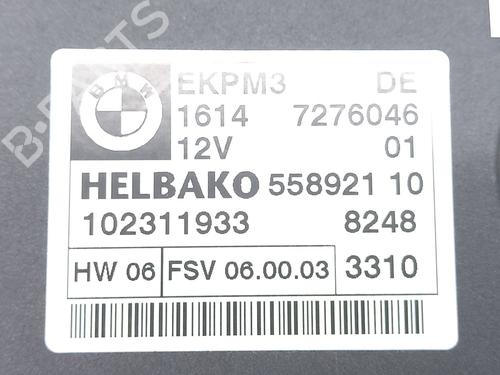 B-PARTS
BMW
EKPM3 DE
1614 7276046
12V 01
HELBAKO 558921 10
102311933 8248
HW 06 FSV 06.00.03 3310